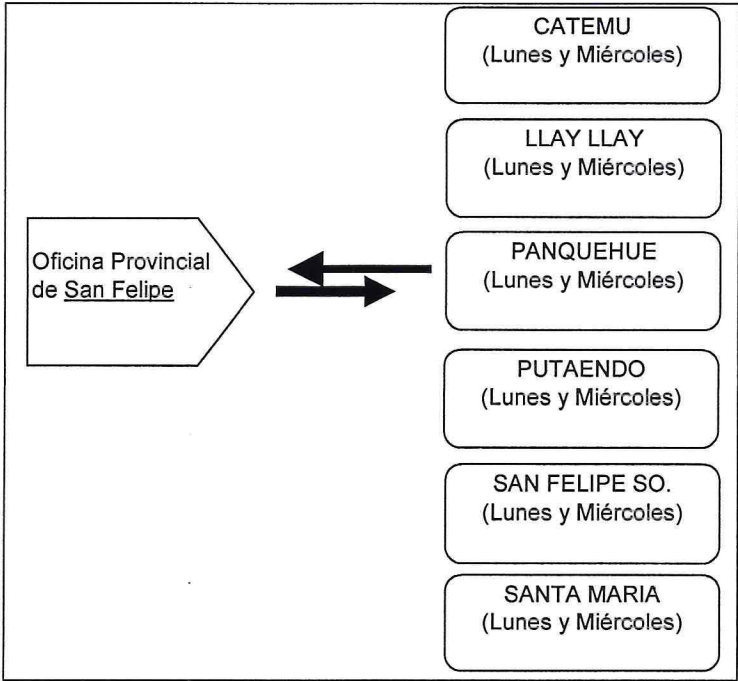 CATEMU
(Lunes y Miércoles)
LLAY LLAY
(Lunes y Miércoles)
Oficina Provincial
de San Felipe
PANQUEHUE
(Lunes y Miércoles)
PUTAENDO
(Lunes y Miércoles)
SAN FELIPE SO.
(Lunes y Miércoles)
SANTA MARIA
(Lunes y Miércoles)